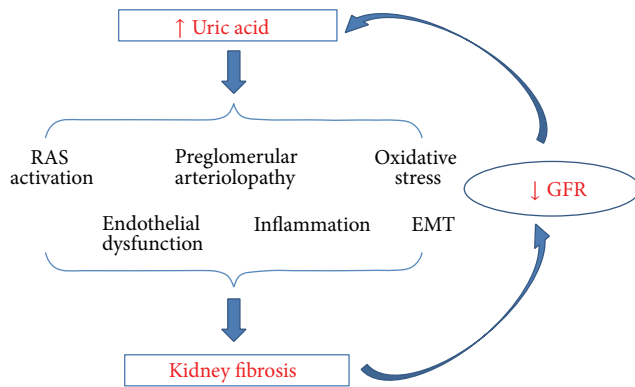 ↑ Uric acid
RAS
activation
Preglomerular
arteriolopathy
Oxidative
stress
Endothelial
dysfunction
Inflammation
EMT
↓ GFR
Kidney fibrosis